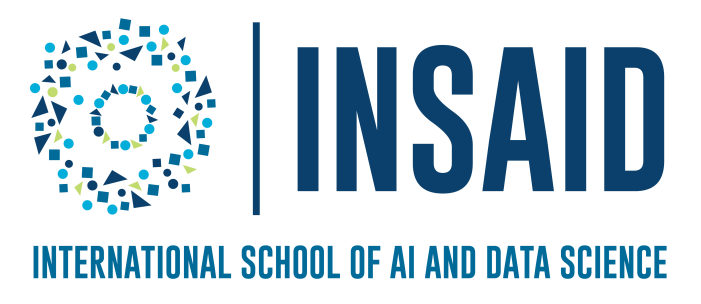 INSAID
INTERNATIONAL SCHOOL OF AI AND DATA SCIENCE